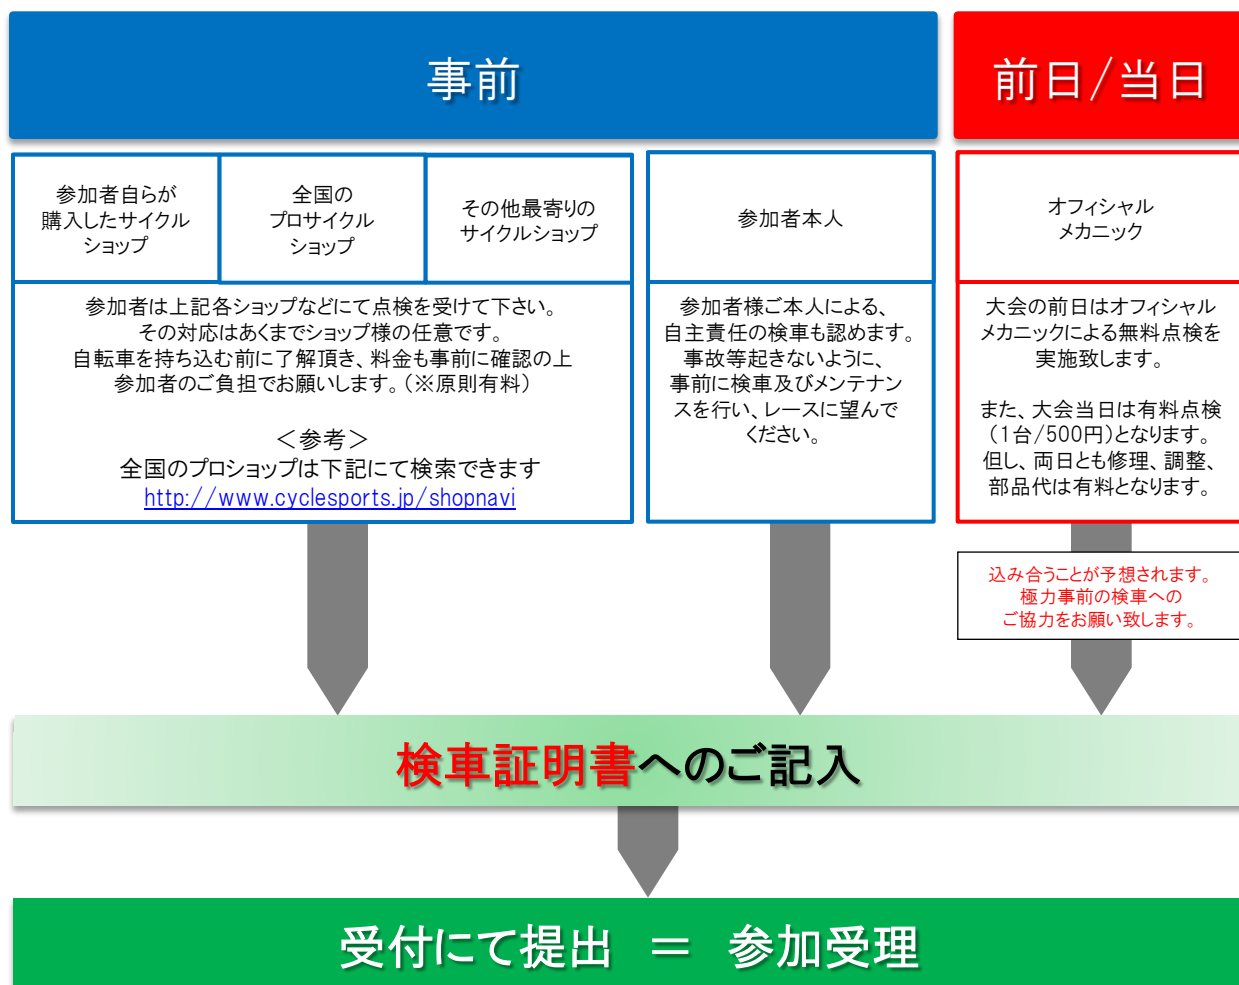 事前
前日/当日
参加者自らが
購入したサイクル
ショップ
全国の
プロサイクル
ショップ
その他最寄りの
サイクルショップ
参加者本人
オフィシャル
メカニック
参加者は上記各ショップなどにて点検を受けて下さい。
その対応はあくまでショップ様の任意です。
自転車を持ち込む前に了解頂き、料金も事前に確認の上
参加者のご負担でお願いします。(※原則有料)
＜参考＞
全国のプロショップは下記にて検索できます
http://www.cyclesports.jp/shopnavi
参加者様ご本人による、
自主責任の検車も認めます。
事故等起きないように、
事前に検車及びメンテナン
スを行い、レースに望んで
ください。
大会の前日はオフィシャル
メカニックによる無料点検を
実施致します。
また、大会当日は有料点検
(1台/500円)となります。
但し、両日とも修理、調整、
部品代は有料となります。
込み合うことが予想されます。
極力事前の検車への
ご協力をお願い致します。
検車証明書へのご記入
受付にて提出 ＝ 参加受理